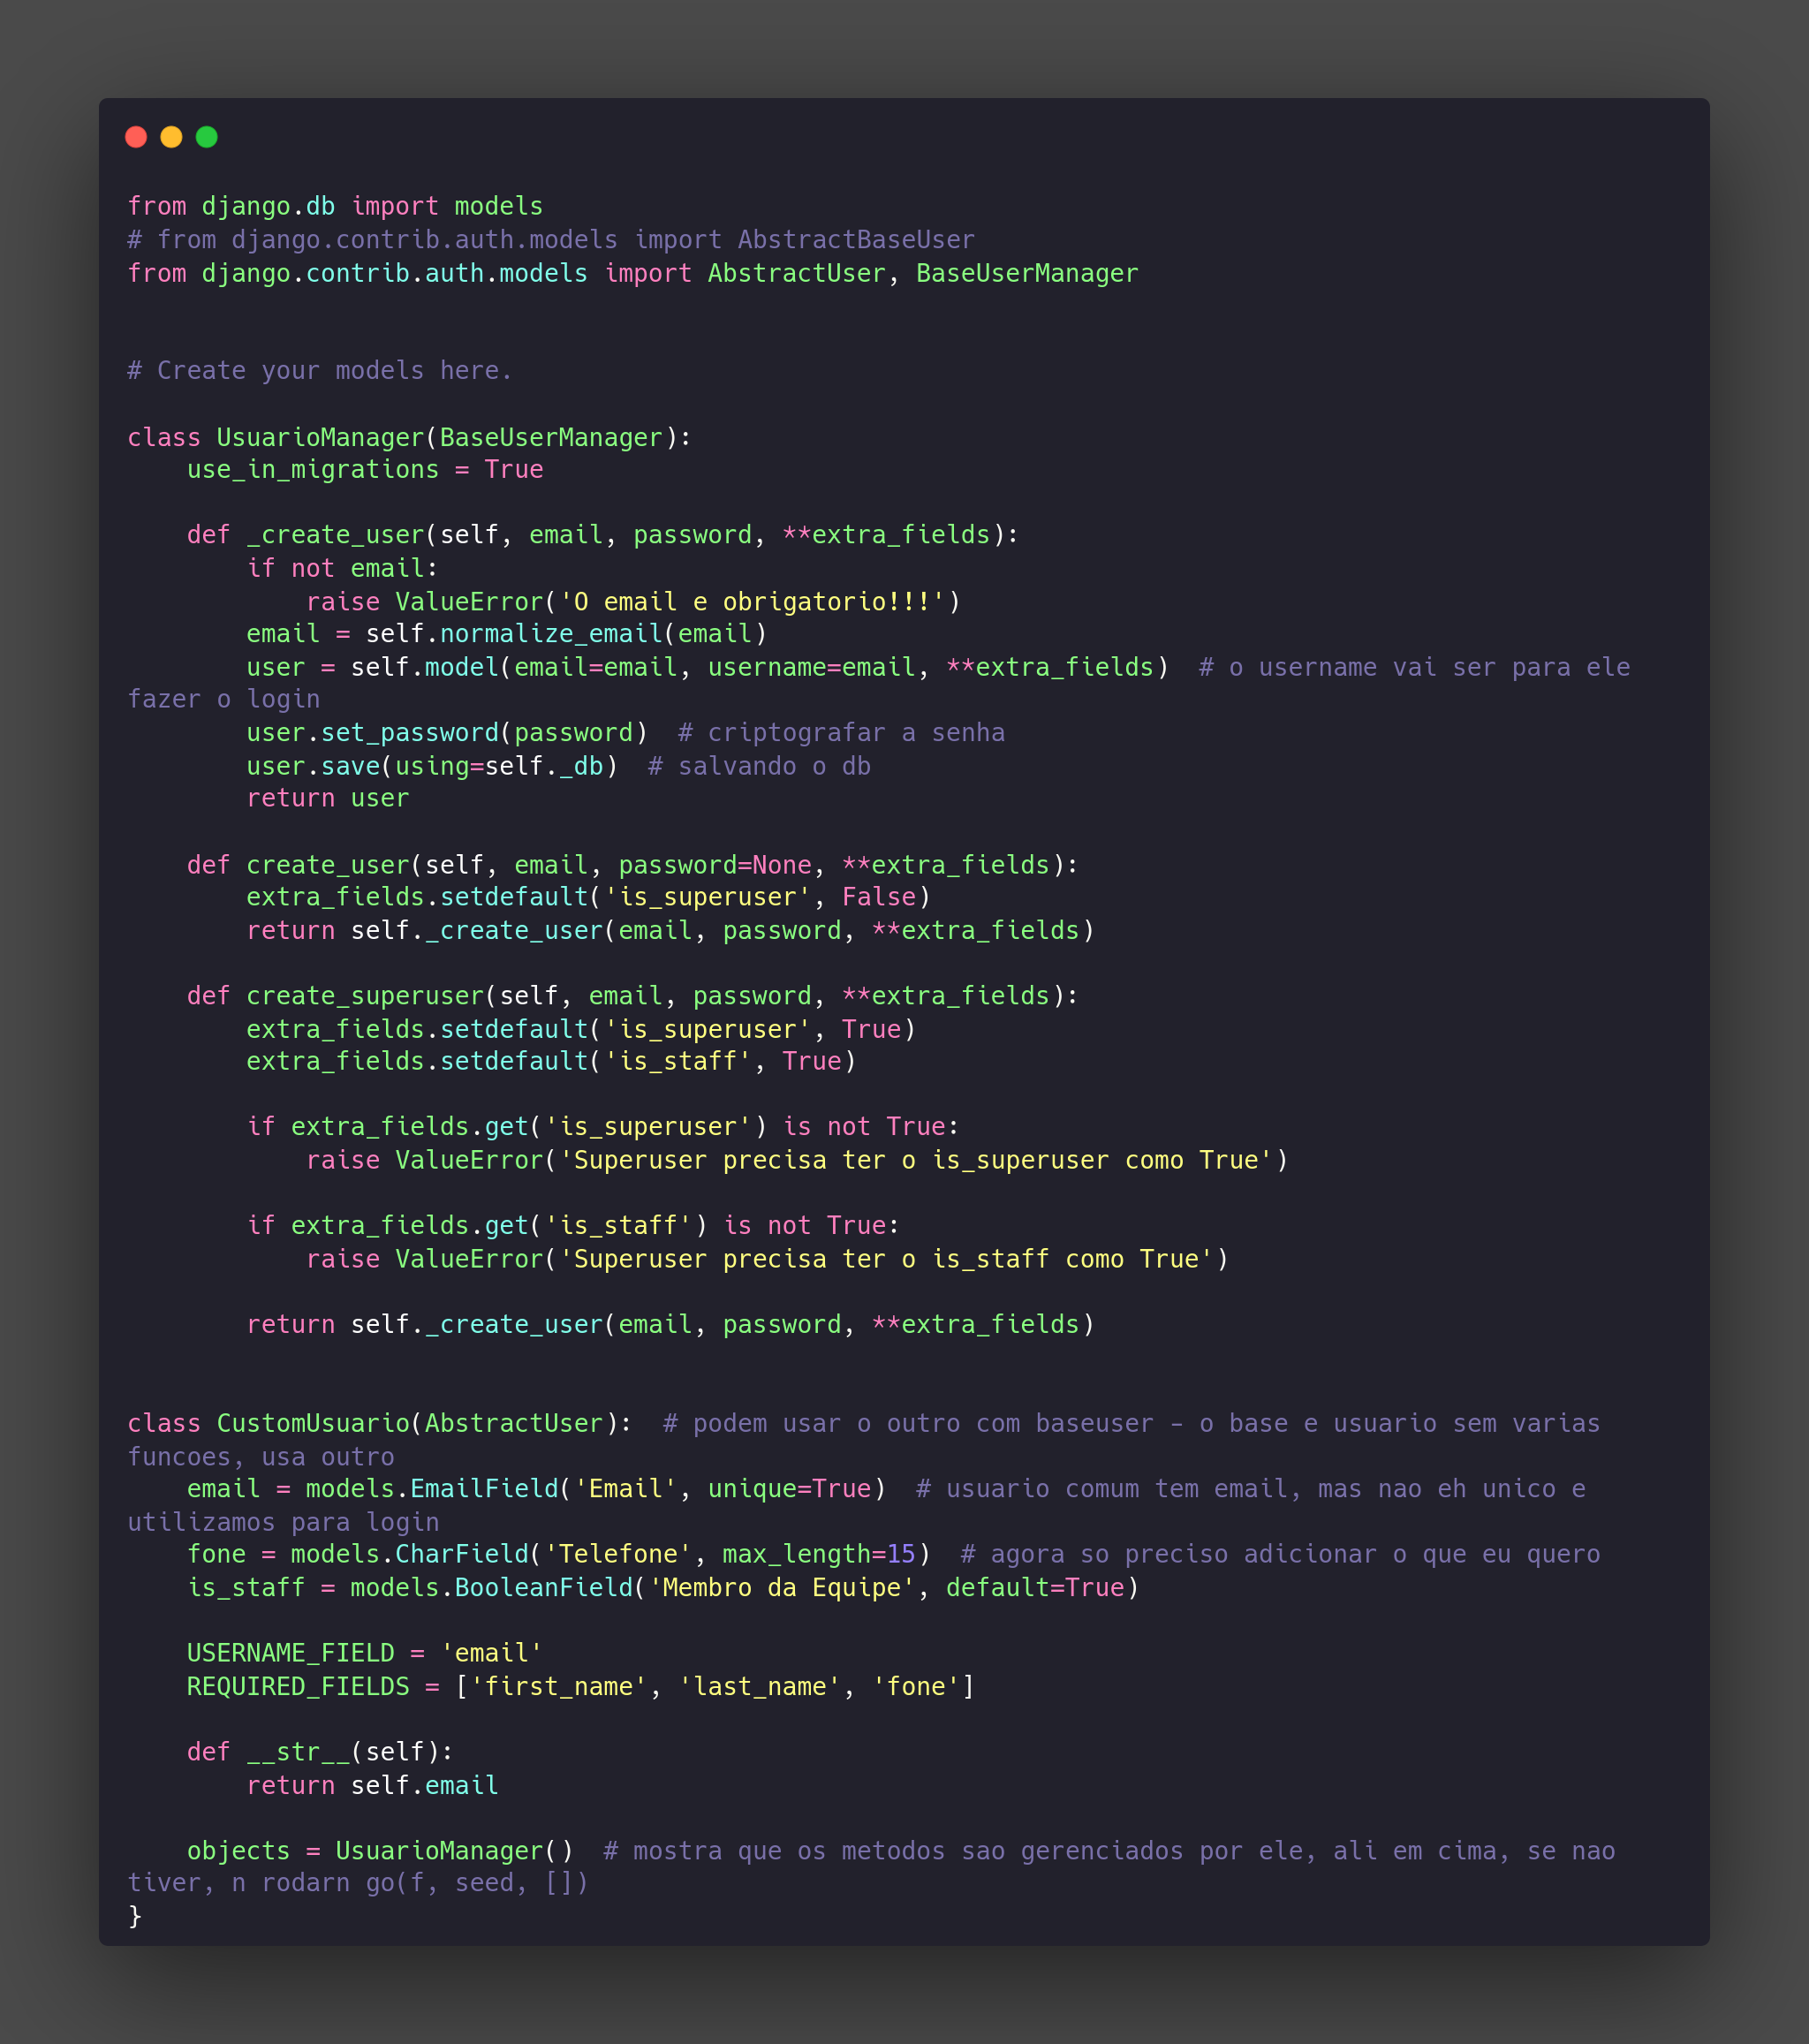 from django.db import models
# from django.contrib.auth.models import AbstractBaseUser
from django.contrib.auth.models import AbstractUser, BaseUserManager


# Create your models here.

class UsuarioManager(BaseUserManager):
    use_in_migrations = True

    def _create_user(self, email, password, **extra_fields):
        if not email:
            raise ValueError('O email e obrigatorio!!!')
        email = self.normalize_email(email)
        user = self.model(email=email, username=email, **extra_fields)  # o username vai ser para ele
fazer o login
        user.set_password(password)  # criptografar a senha
        user.save(using=self._db)  # salvando o db
        return user

    def create_user(self, email, password=None, **extra_fields):
        extra_fields.setdefault('is_superuser', False)
        return self._create_user(email, password, **extra_fields)

    def create_superuser(self, email, password, **extra_fields):
        extra_fields.setdefault('is_superuser', True)
        extra_fields.setdefault('is_staff', True)

        if extra_fields.get('is_superuser') is not True:
            raise ValueError('Superuser precisa ter o is_superuser como True')

        if extra_fields.get('is_staff') is not True:
            raise ValueError('Superuser precisa ter o is_staff como True')

        return self._create_user(email, password, **extra_fields)


class CustomUsuario(AbstractUser):  # podem usar o outro com baseuser - o base e usuario sem varias
funcoes, usa outro
    email = models.EmailField('Email', unique=True)  # usuario comum tem email, mas nao eh unico e
utilizamos para login
    fone = models.CharField('Telefone', max_length=15)  # agora so preciso adicionar o que eu quero
    is_staff = models.BooleanField('Membro da Equipe', default=True)

    USERNAME_FIELD = 'email'
    REQUIRED_FIELDS = ['first_name', 'last_name', 'fone']

    def __str__(self):
        return self.email

    objects = UsuarioManager()  # mostra que os metodos sao gerenciados por ele, ali em cima, se nao
tiver, n rodarn go(f, seed, [])
}